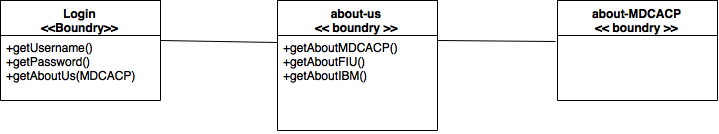 Login
<<Boundry>>
+getUsername()
+getPassword()
+getAboutUs(MDCACP)
about-us
<< boundry >>
+getAboutMDCACP()
+getAboutFIU()
+getAboutIBM()
about-MDCACP
<< boundry >>